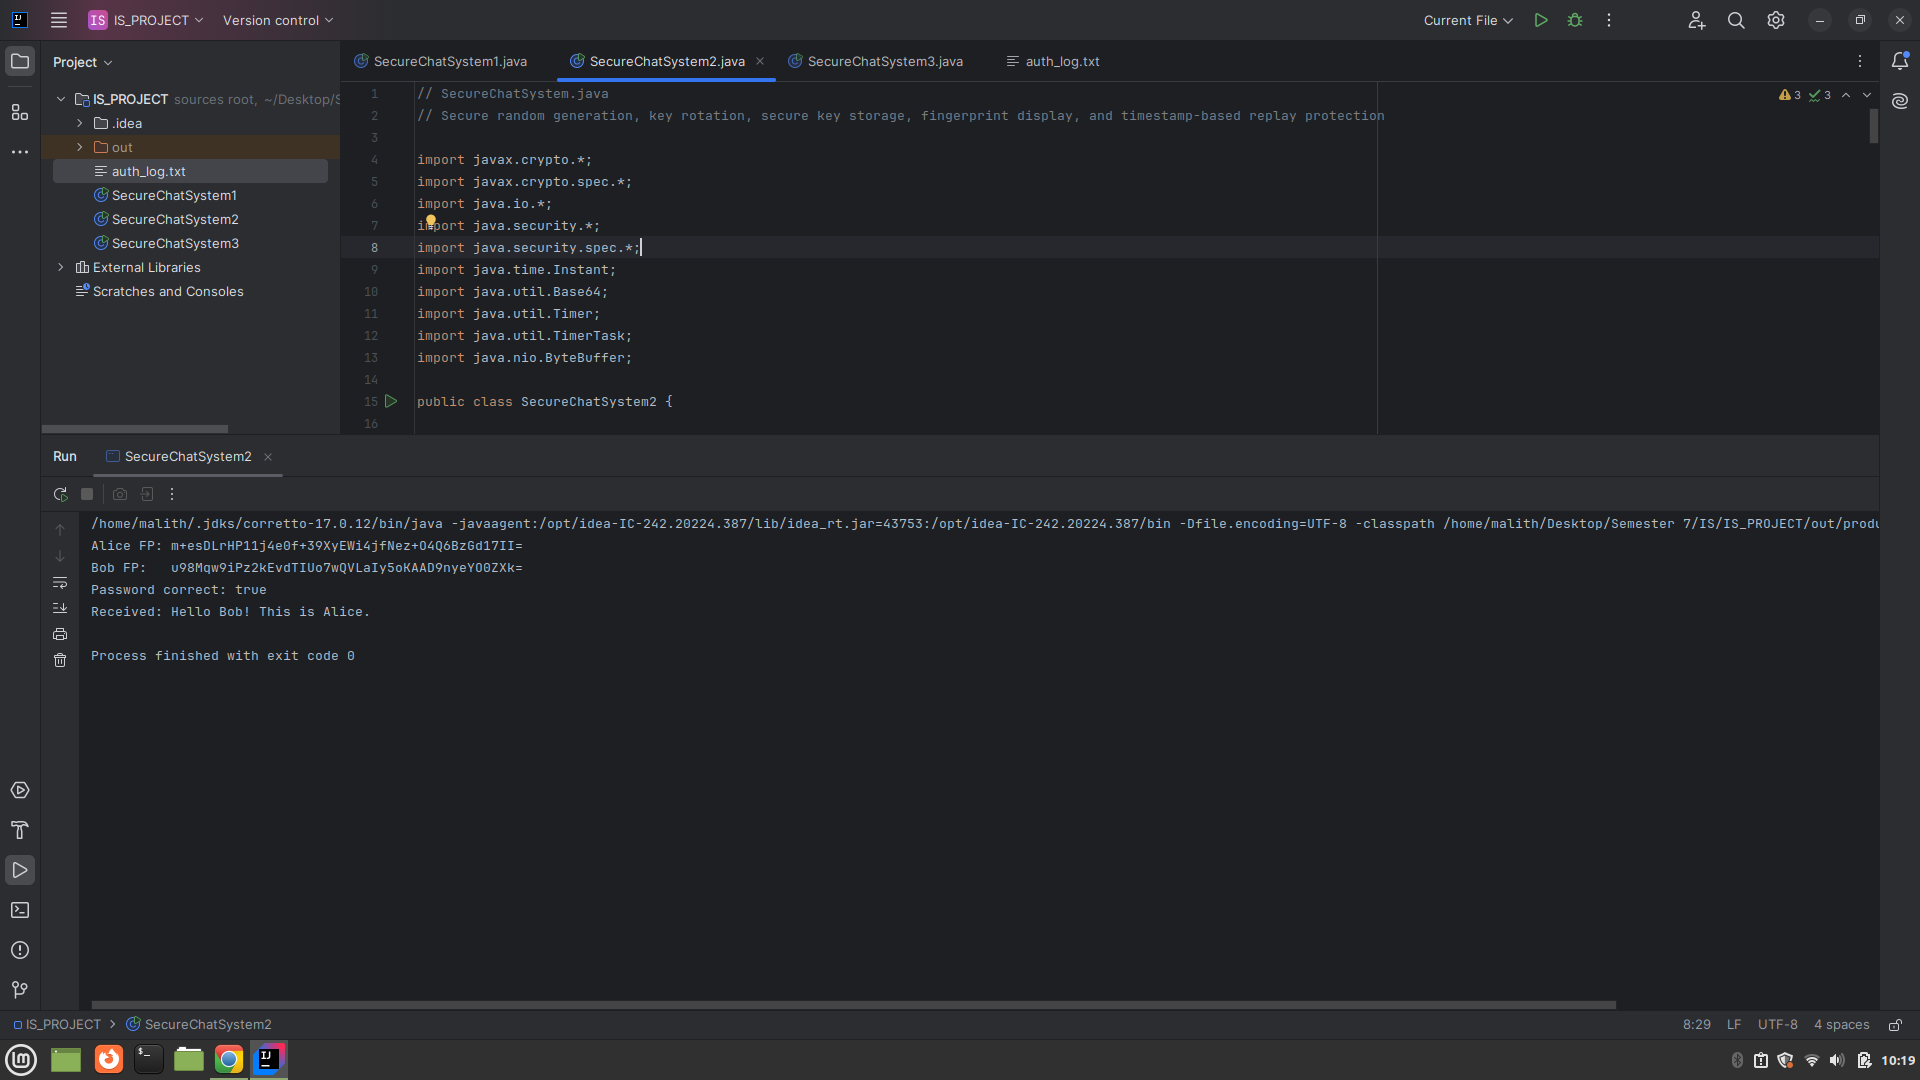 IS IS_PROJECT Version control Current File
Project
SecureChatSystem1.java SecureChatSystem2.java SecureChatSystem3.java auth_log.txt
IS_PROJECT sources root, ~/Desktop/S
.idea
out
auth_log.txt
SecureChatSystem1
SecureChatSystem2
SecureChatSystem3
External Libraries
Scratches and Consoles
3 3
1 // SecureChatSystem.java
2 // Secure random generation, key rotation, secure key storage, fingerprint display, and timestamp-based replay protection
3
4 import javax.crypto.*;
5 import javax.crypto.spec.*;
6 import java.io.*;
7 import java.security.*;
8 import java.security.spec.*;
9 import java.time.Instant;
10 import java.util.Base64;
11 import java.util.Timer;
12 import java.util.TimerTask;
13 import java.nio.ByteBuffer;
14
15 public class SecureChatSystem2 {
16
Run SecureChatSystem2
/home/malith/.jdks/corretto-17.0.12/bin/java -javaagent:/opt/idea-IC-242.20224.387/lib/idea_rt.jar=43753:/opt/idea-IC-242.20224.387/bin -Dfile.encoding=UTF-8 -classpath /home/malith/Desktop/Semester 7/IS/IS_PROJECT/out/produ
Alice FP: m+esDLrHP11j4e0f+39XyEWi4jfNez+O4Q6BzGd17II=
Bob FP: u98Mqw9iPz2kEvdTIUo7wQVLaIy5oKAAD9nyeYO0ZXk=
Password correct: true
Received: Hello Bob! This is Alice.
Process finished with exit code 0
IS_PROJECT SecureChatSystem2 8:29 LF UTF-8 4 spaces
10:19